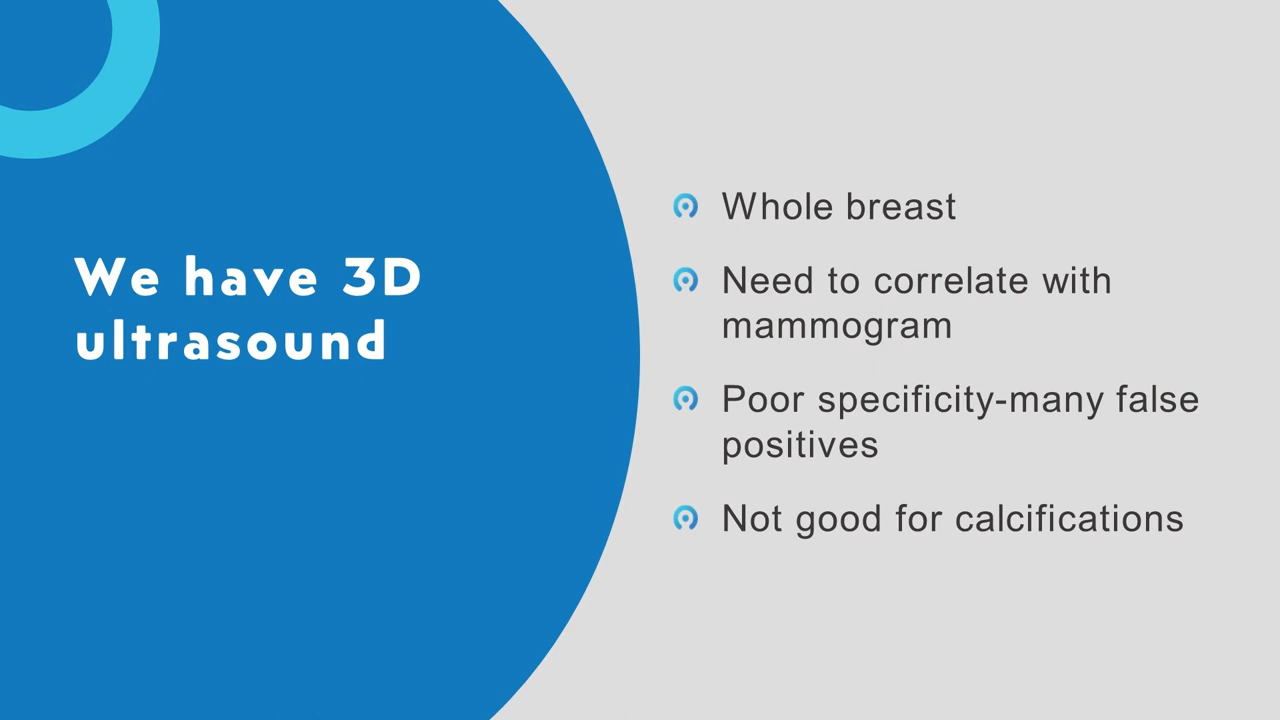 We have 3D
ultrasound
Whole breast
Need to correlate with
mammogram
Poor specificity-many false
positives
Not good for calcifications